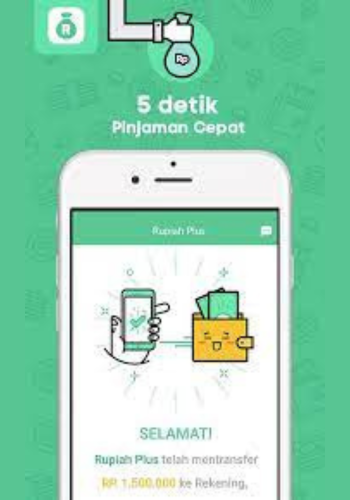 R
Rp
5 detik
Pinjaman Cepat
Rupiah Plus
SELAMAT!
Rupiah Plus telah mentransfer
RP. 1.500.000 ke Rekening,